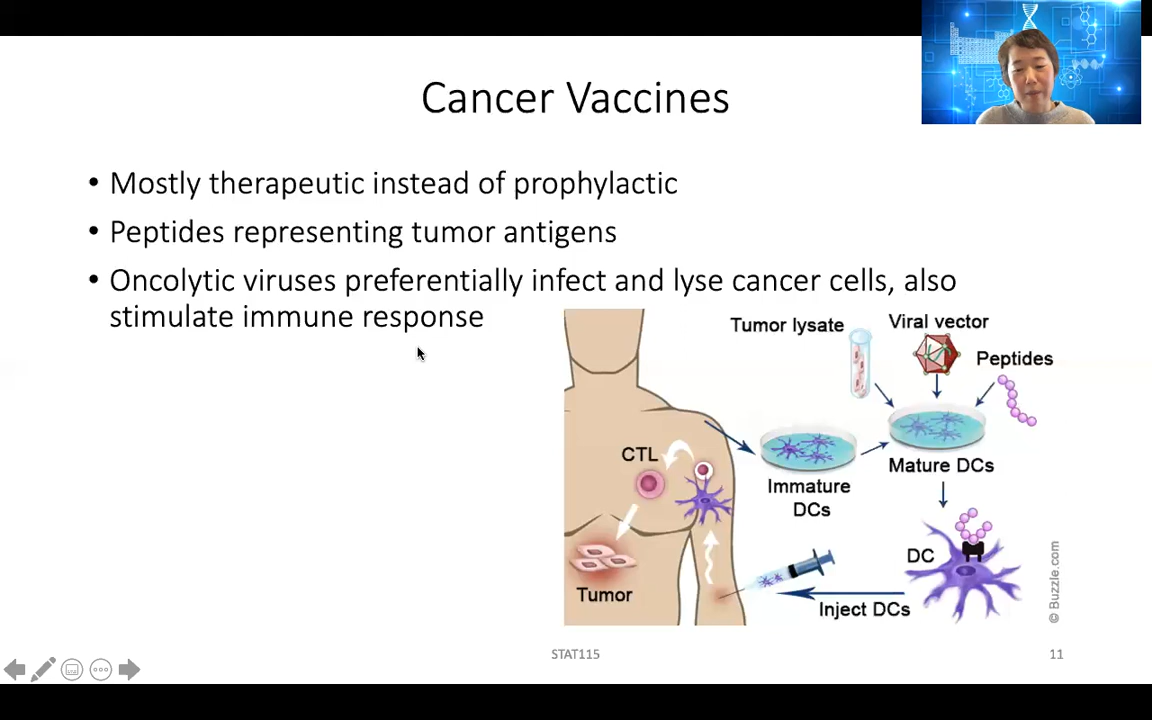 Cancer Vaccines
• Mostly therapeutic instead of prophylactic
• Peptides representing tumor antigens
• Oncolytic viruses preferentially infect and lyse cancer cells, also
stimulate immune response
Tumor lysate
Viral vector
Peptides
CTL
Immature
DCs
Mature DCs
DC
Tumor
Inject DCs
© Buzzle.com
STAT115
11